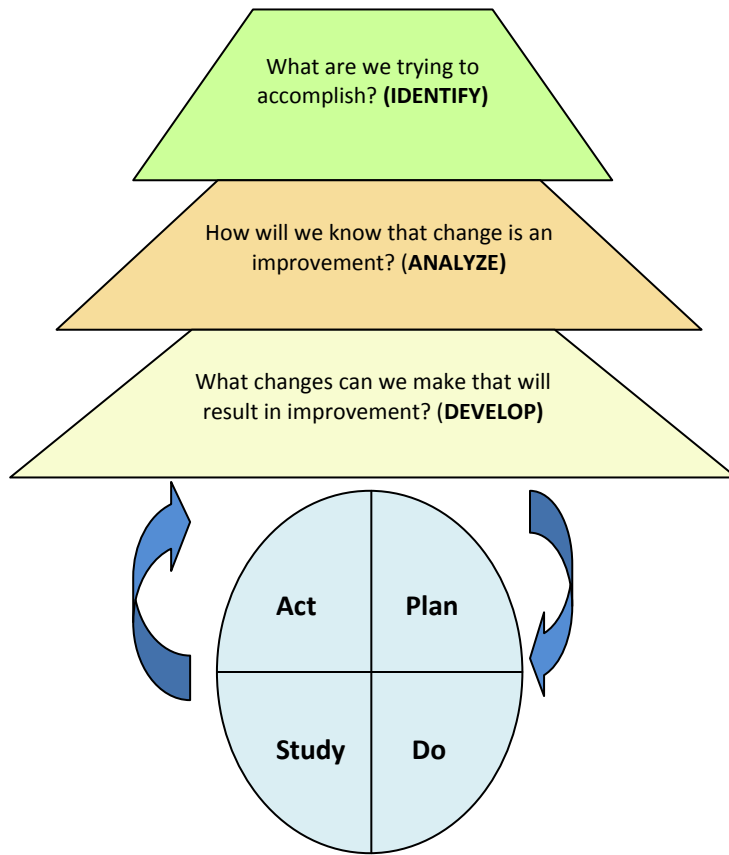 What are we trying to
accomplish? (IDENTIFY)
How will we know that change is an
improvement? (ANALYZE)
What changes can we make that will
result in improvement? (DEVELOP)
Act
Plan
Study
Do